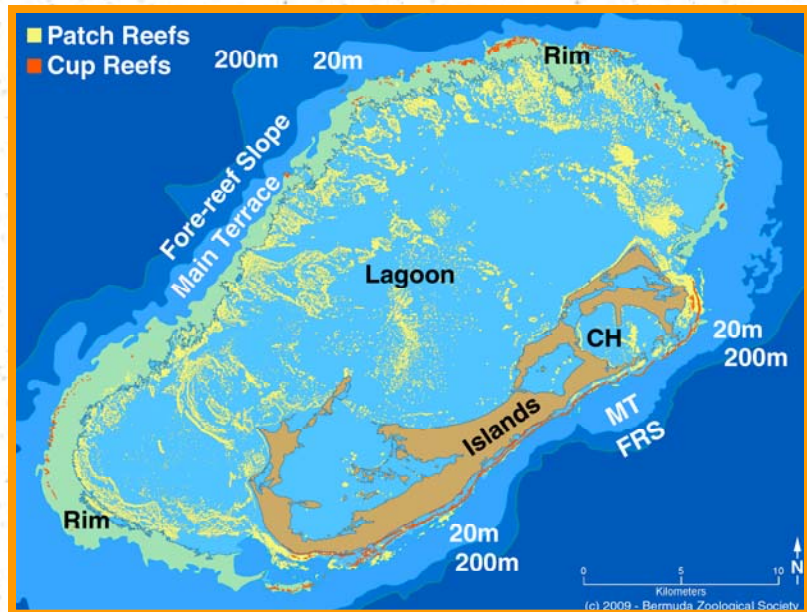 Patch Reefs
Cup Reefs
200m 20m
Rim
Fore-reef Slope
Main Terrace
Lagoon
CH
20m
200m
Islands
MT
FRS
Rim
20m
200m
N
0 5 10
Kilometers
(c) 2009 - Bermuda Zoological Society